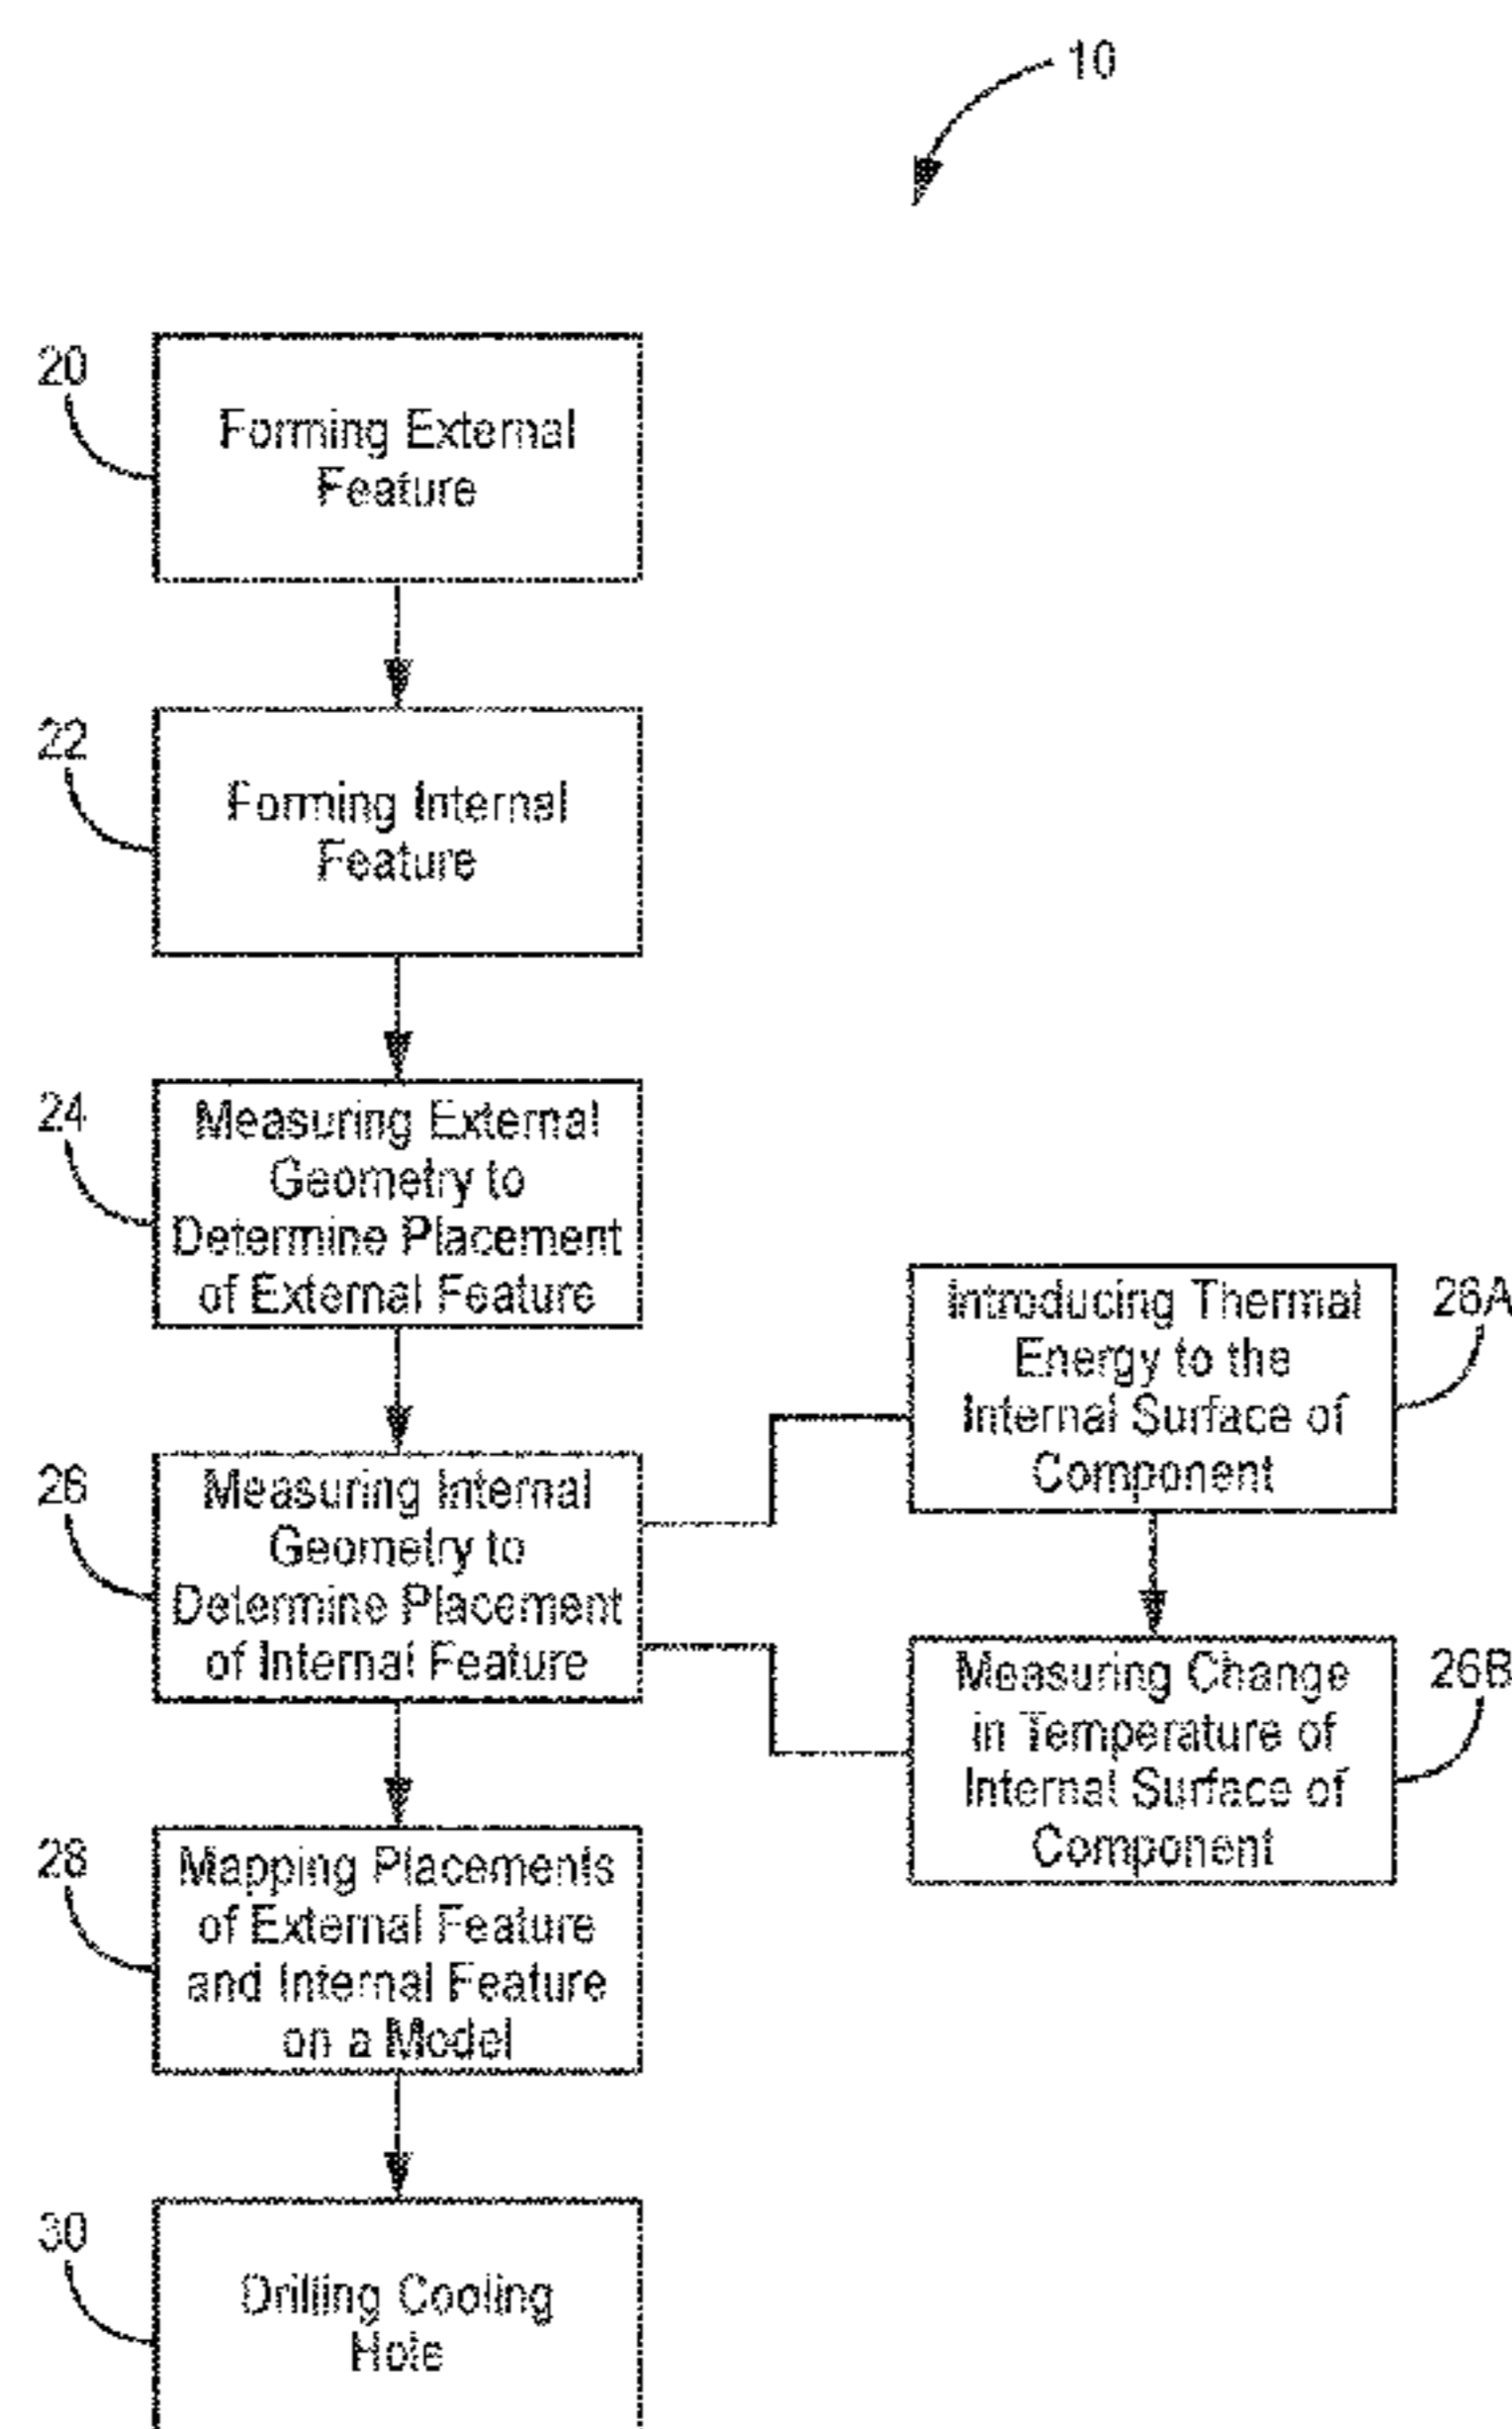 10
20
Forming External
Feature
22
Forming Internal
Feature
24
Measuring External
Geometry to
Determine Placement
of External Feature
26
Measuring Internal
Geometry to
Determine Placement
of Internal Feature
Introducing Thermal
Energy to the
Internal Surface of
Component
26A
Measuring Change
in Temperature of
Internal Surface of
Component
26B
28
Mapping Placements
of External Feature
and Internal Feature
on a Model
30
Drilling Cooling
Hole